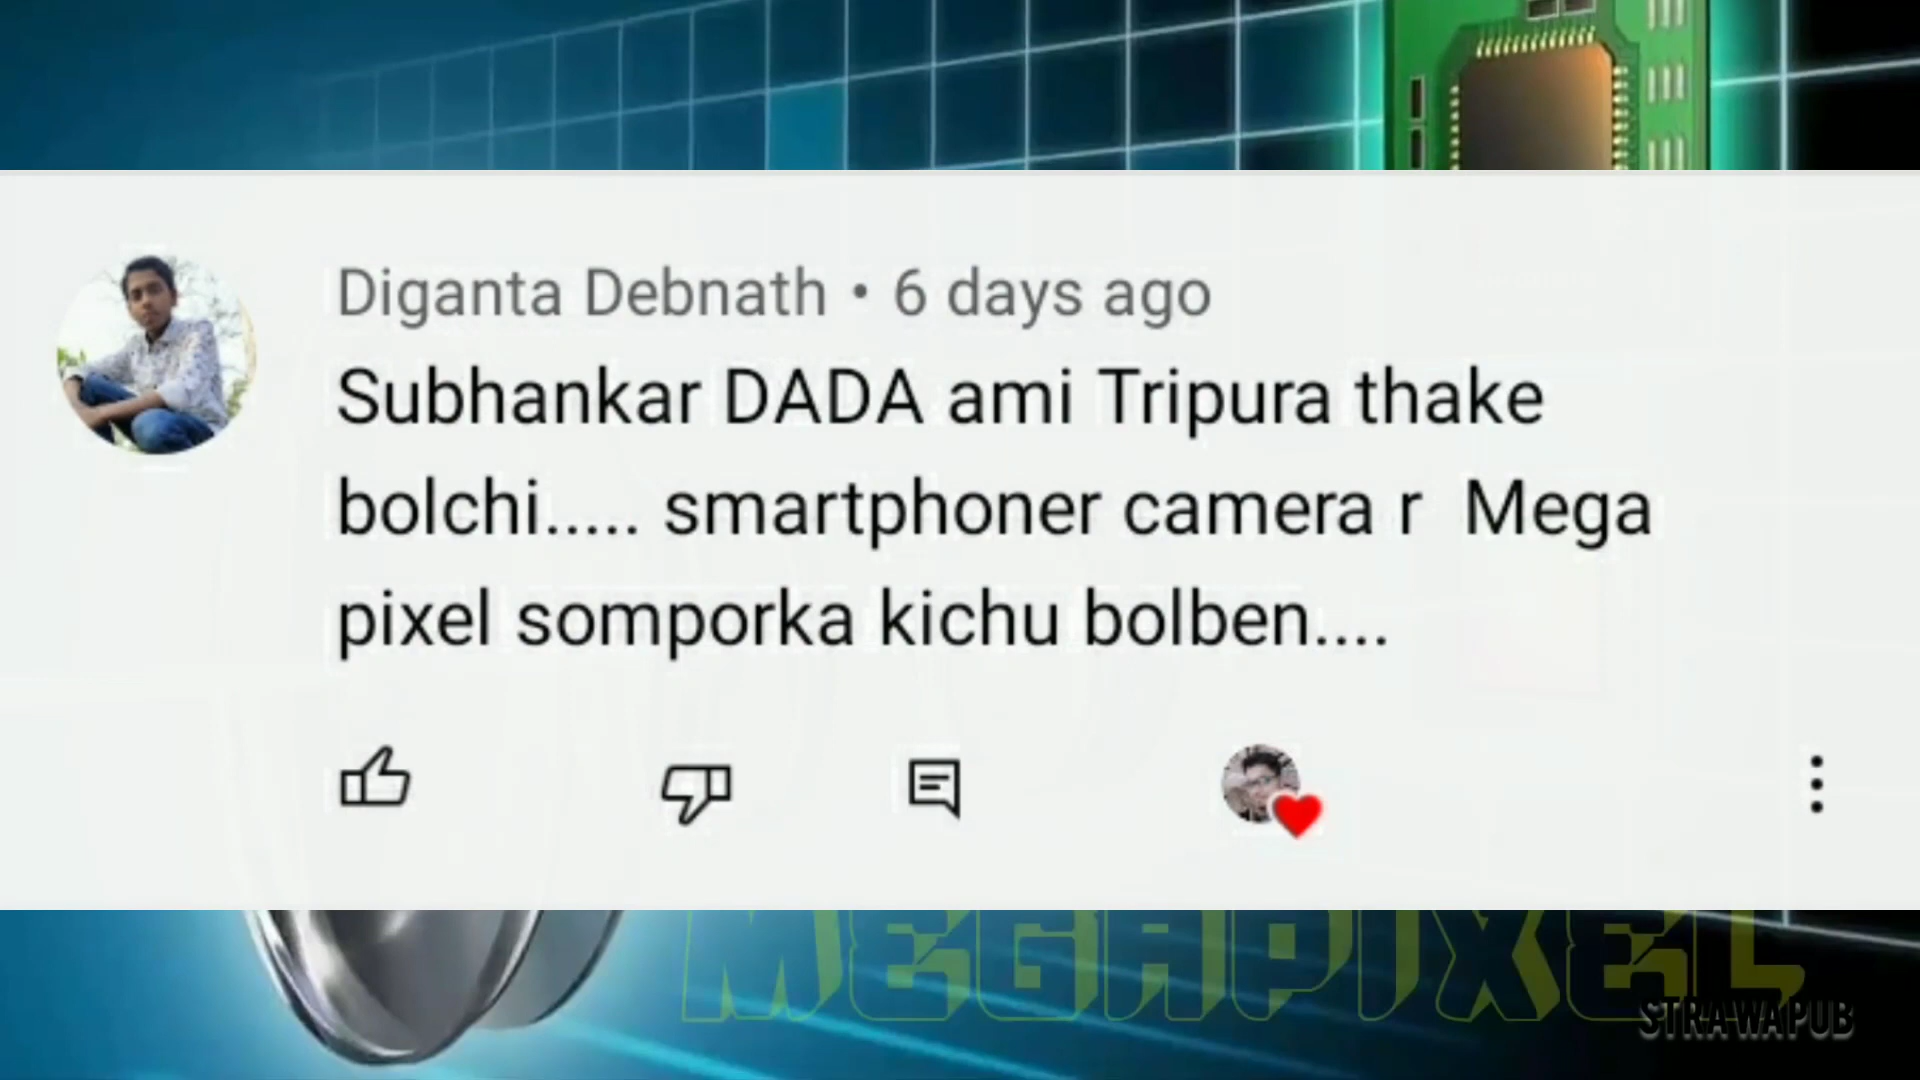 Diganta Debnath • 6 days ago
Subhankar DADA ami Tripura thake
bolchi..... smartphoner camera r Mega
pixel somporka kichu bolben....
MEGAPIXEL
STRAWAPUB